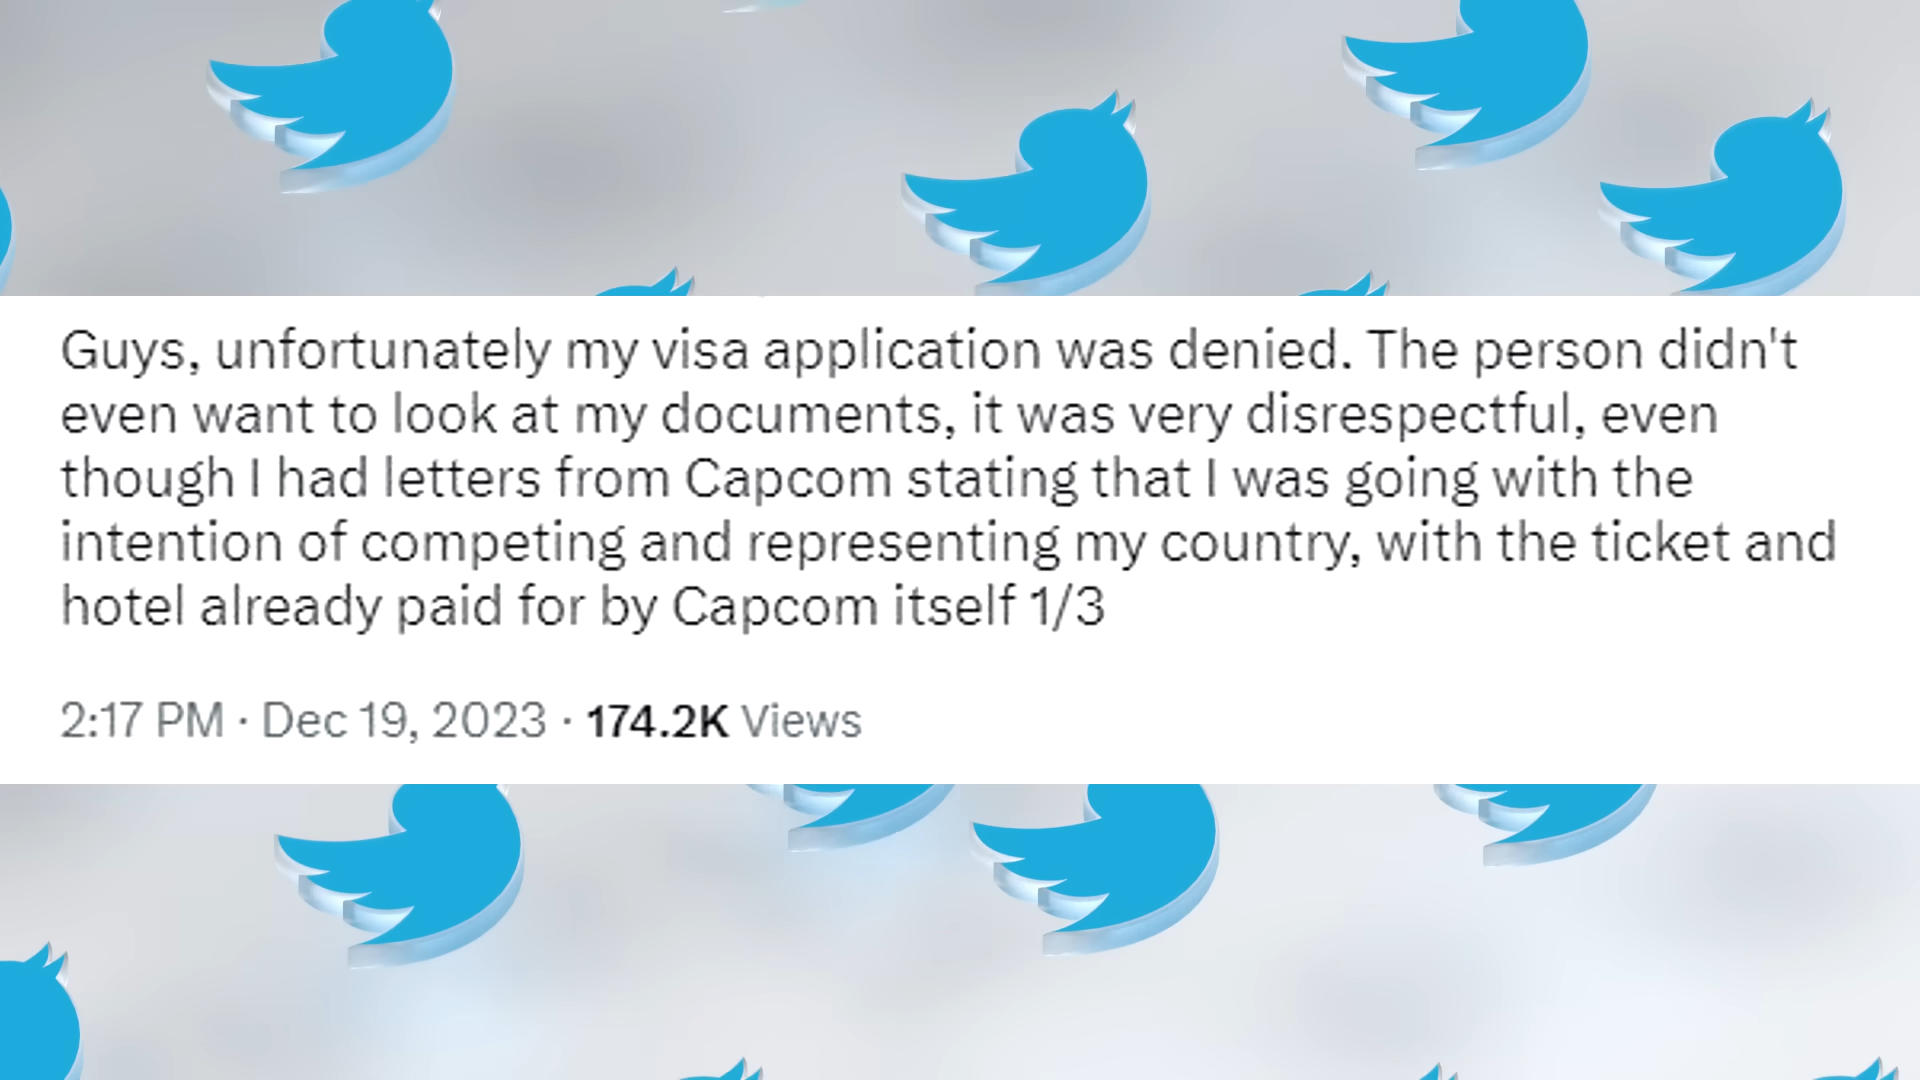 Guys, unfortunately my visa application was denied. The person didn't
even want to look at my documents, it was very disrespectful, even
though I had letters from Capcom stating that I was going with the
intention of competing and representing my country, with the ticket and
hotel already paid for by Capcom itself 1/3
2:17 PM · Dec 19, 2023 · 174.2K Views